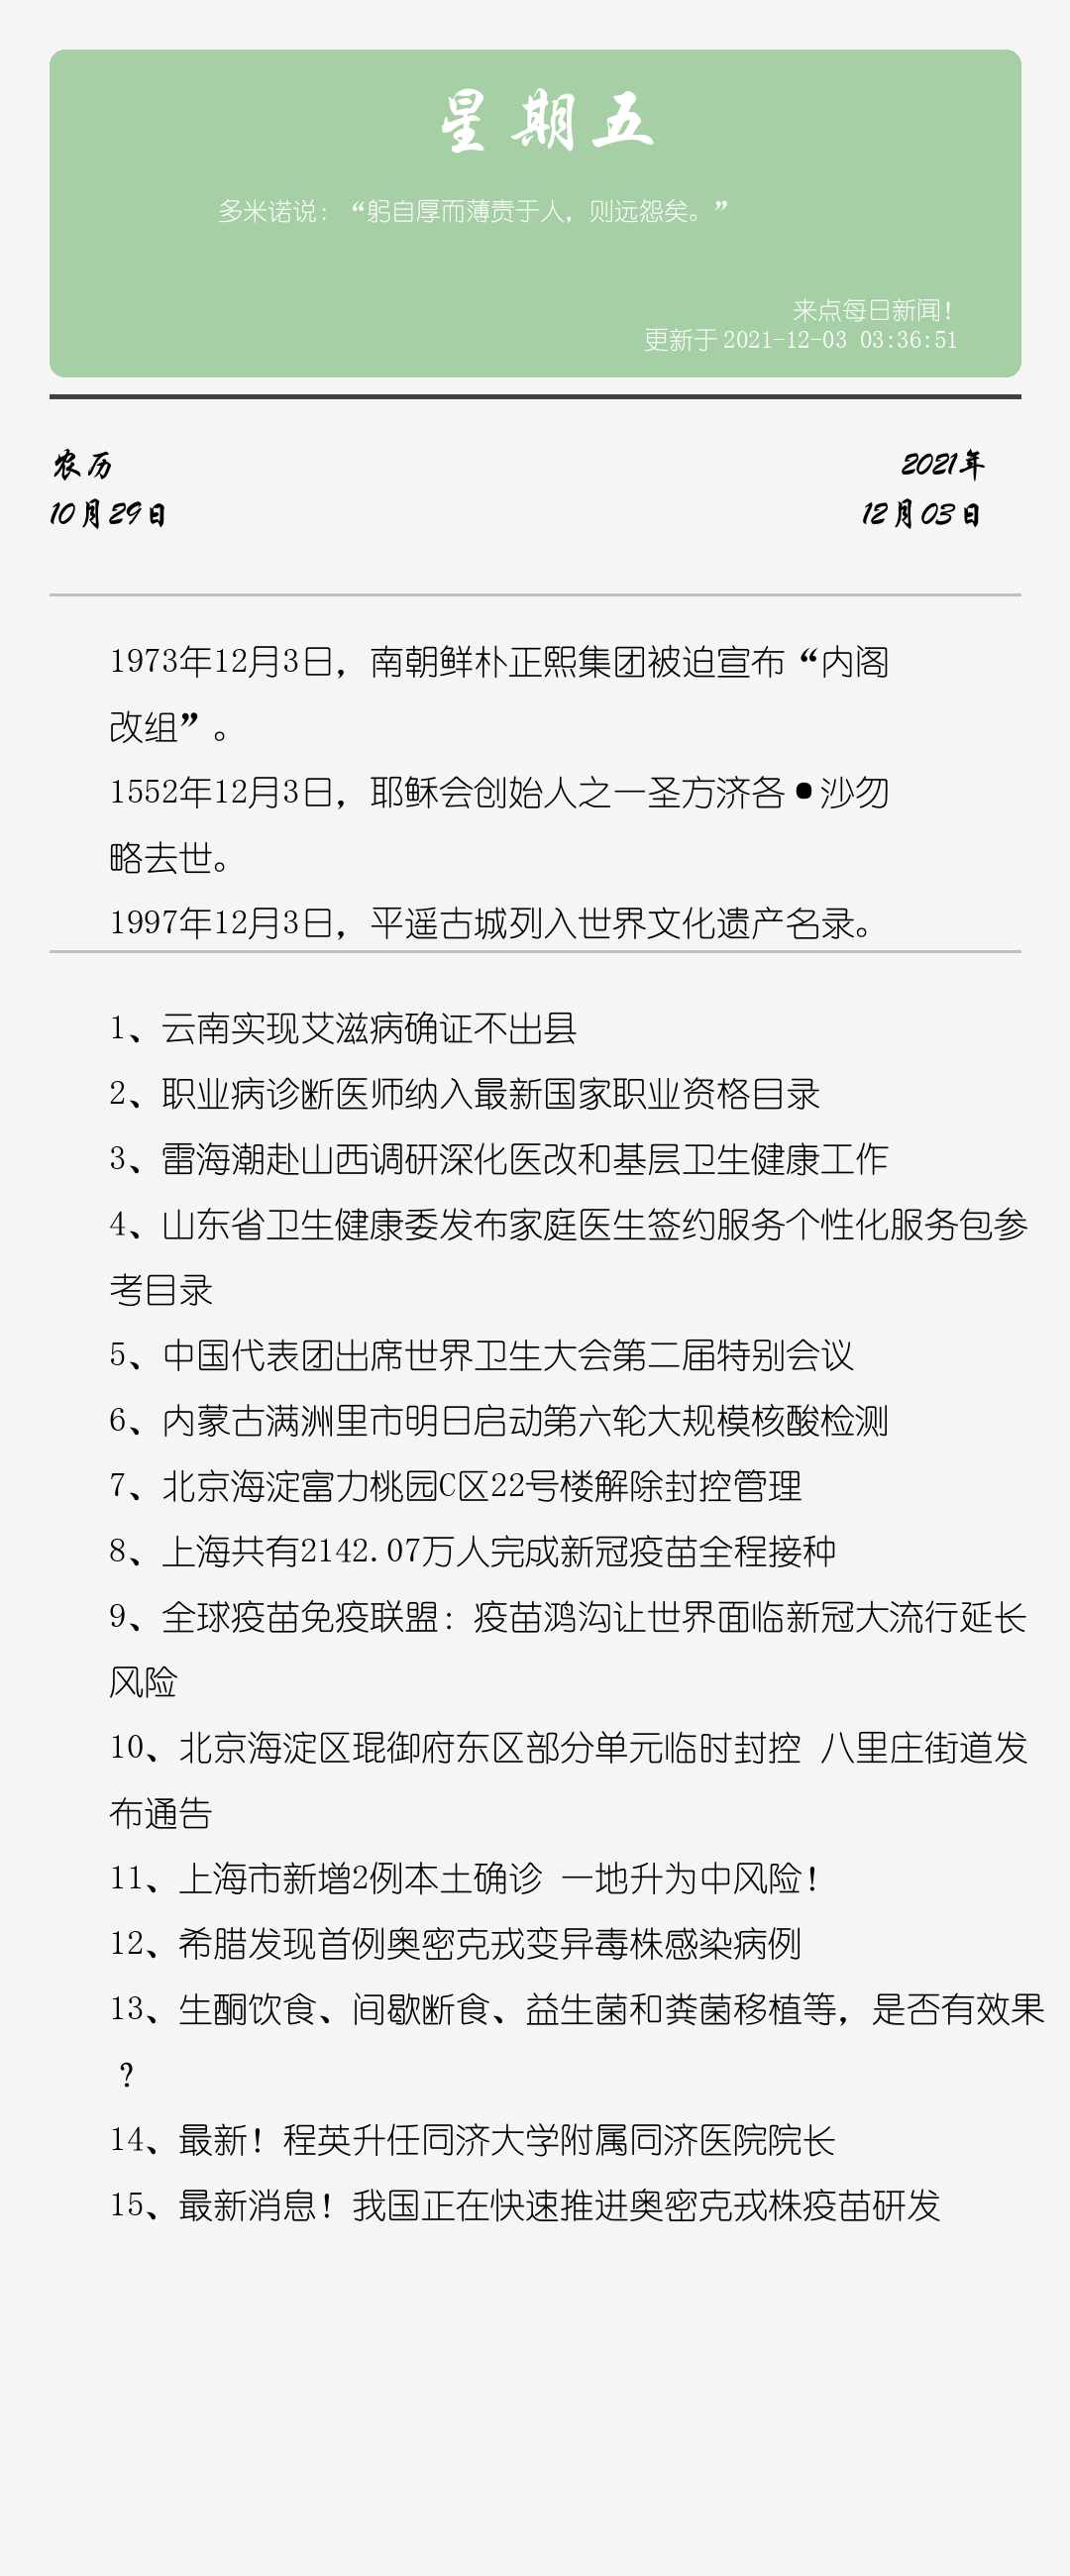 星期五
多米诺说：“躬自厚而薄责于人，则远怨矣。”
来点每日新闻！
更新于 2021-12-03 03:36:51
农历
10月29日
2021年
12月03日
1973年12月3日，南朝鲜朴正熙集团被迫宣布“内阁
改组”。
1552年12月3日，耶稣会创始人之一圣方济各•沙勿
略去世。
1997年12月3日，平遥古城列入世界文化遗产名录。
1、云南实现艾滋病确证不出县
2、职业病诊断医师纳入最新国家职业资格目录
3、雷海潮赴山西调研深化医改和基层卫生健康工作
4、山东省卫生健康委发布家庭医生签约服务个性化服务包参
考目录
5、中国代表团出席世界卫生大会第二届特别会议
6、内蒙古满洲里市明日启动第六轮大规模核酸检测
7、北京海淀富力桃园C区22号楼解除封控管理
8、上海共有2142.07万人完成新冠疫苗全程接种
9、全球疫苗免疫联盟：疫苗鸿沟让世界面临新冠大流行延长
风险
10、北京海淀区琨御府东区部分单元临时封控 八里庄街道发
布通告
11、上海市新增2例本土确诊 一地升为中风险！
12、希腊发现首例奥密克戎变异毒株感染病例
13、生酮饮食、间歇断食、益生菌和粪菌移植等，是否有效果
？
14、最新！程英升任同济大学附属同济医院院长
15、最新消息！我国正在快速推进奥密克戎株疫苗研发